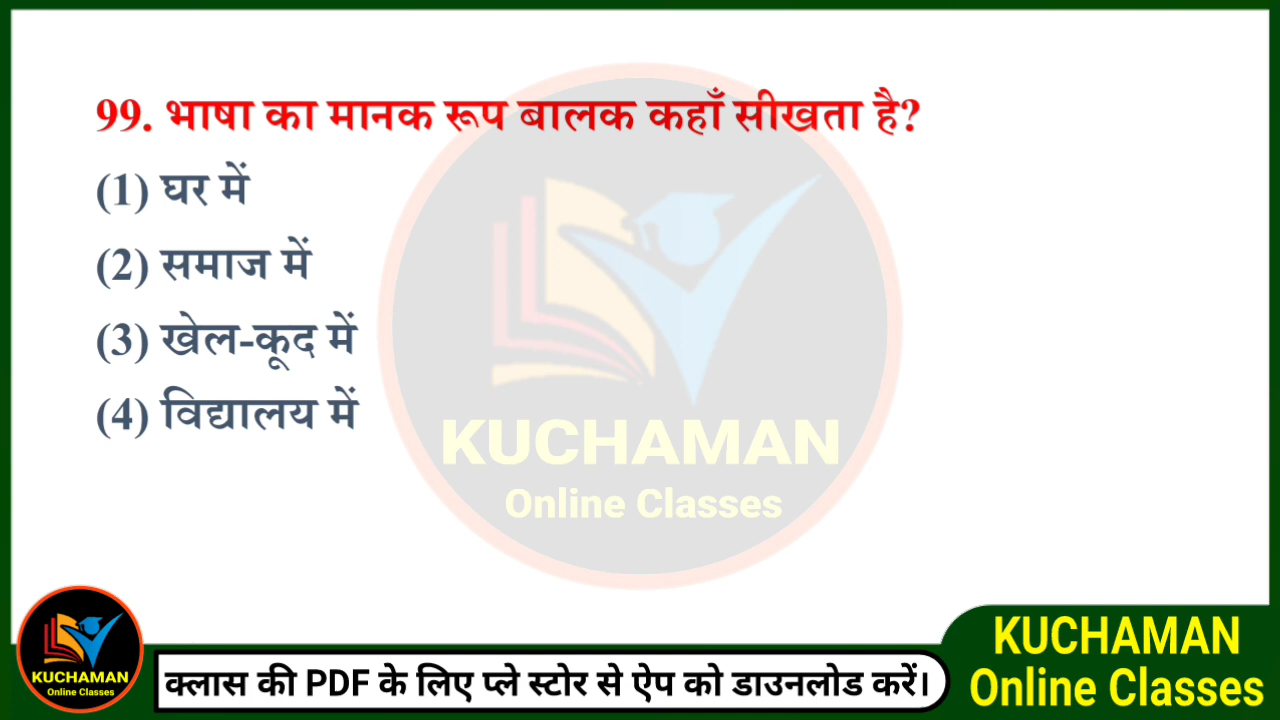 99. भाषा का मानक रूप बालक कहाँ सीखता है?
(1) घर में
(2) समाज में
(3) खेल-कूद में
(4) विद्यालय में
KUCHAMAN
Online Classes
KUCHAMAN
Online Classes
क्लास की PDF के लिए प्ले स्टोर से ऐप को डाउनलोड करें।
KUCHAMAN
Online Classes